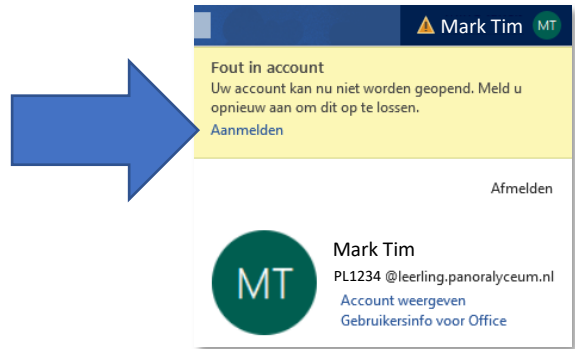 Mark Tim MT
Fout in account
Uw account kan nu niet worden geopend. Meld u
opnieuw aan om dit op te lossen.
Aanmelden
Afmelden
MT
Mark Tim
PL1234 @leerling.panoralyceum.nl
Account weergeven
Gebruikersinfo voor Office